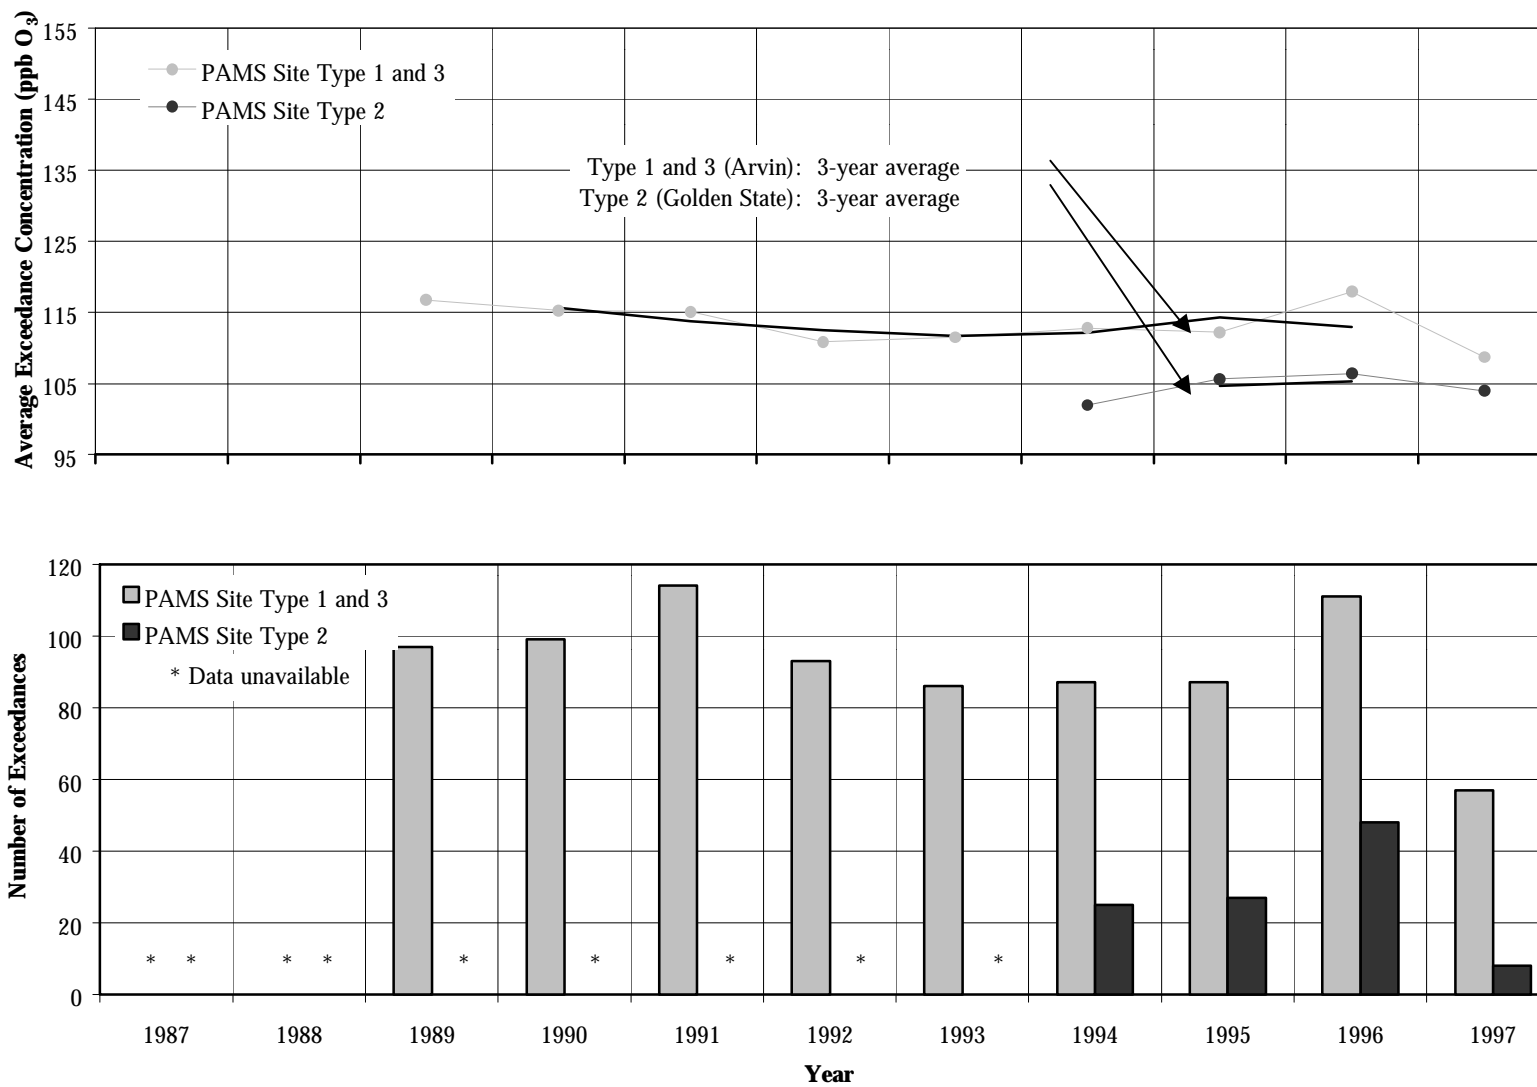 Average Exceedance Concentration (ppb O3)
155
145
135
125
115
105
95
PAMS Site Type 1 and 3
PAMS Site Type 2
Type 1 and 3 (Arvin): 3-year average
Type 2 (Golden State): 3-year average
Number of Exceedances
120
100
80
60
40
20
0
PAMS Site Type 1 and 3
PAMS Site Type 2
* Data unavailable
* * * * * * * * *
1987 1988 1989 1990 1991 1992 1993 1994 1995 1996 1997
Year